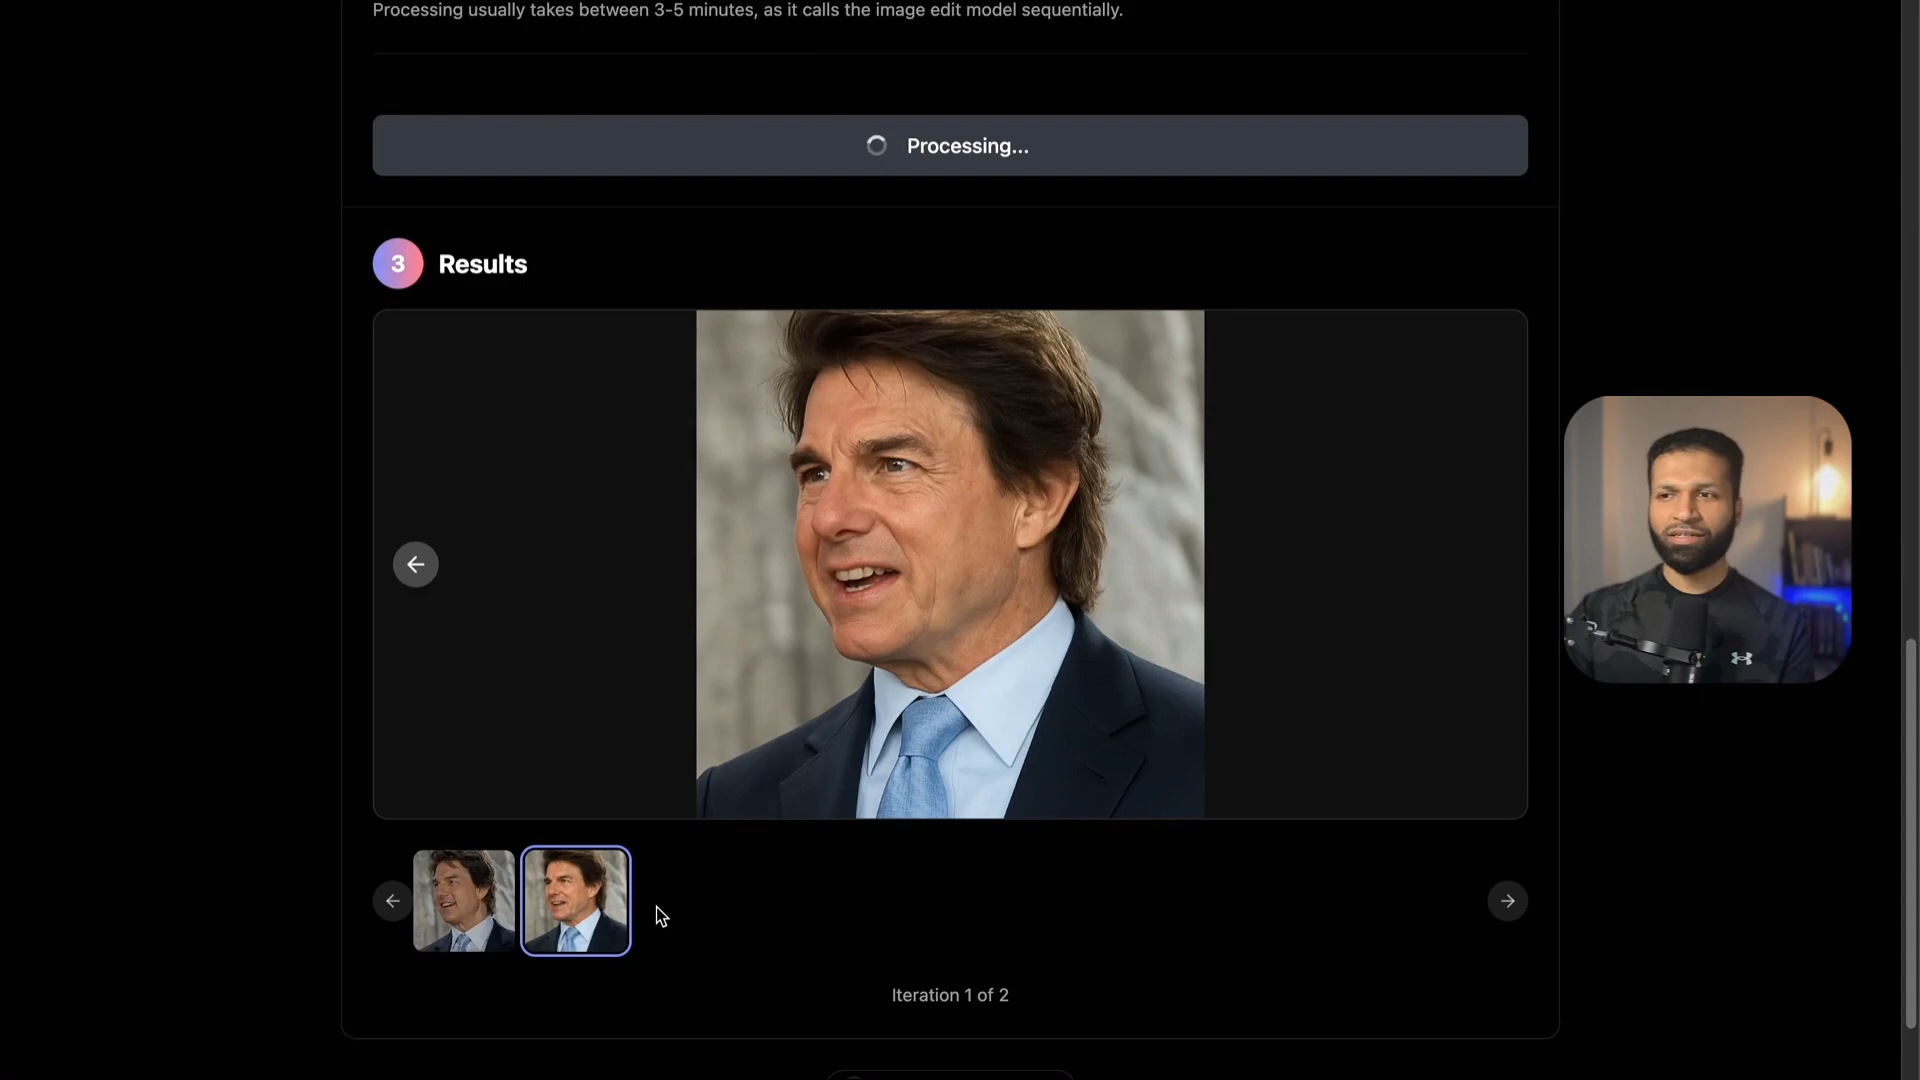 Processing usually takes between 3-5 minutes, as it calls the image edit model sequentially.
Processing...
3
Results
Iteration 1 of 2